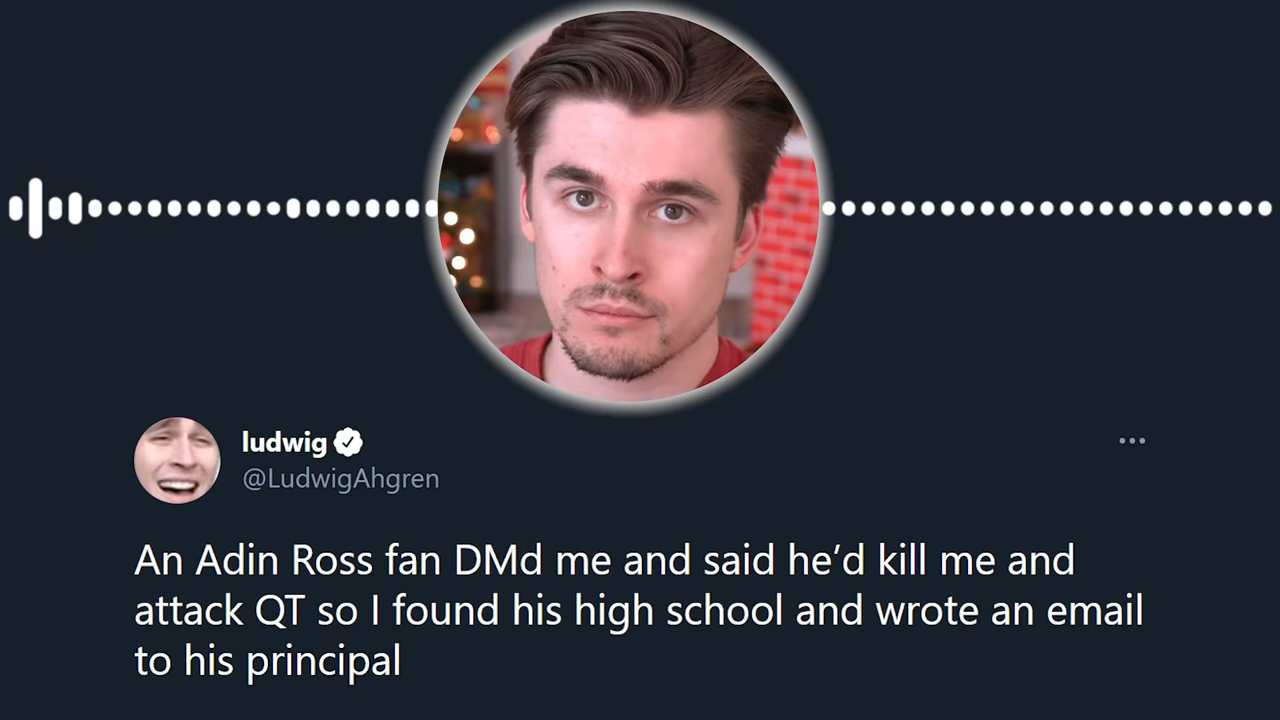 ludwig
@LudwigAhgren
An Adin Ross fan DMd me and said he’d kill me and
attack QT so I found his high school and wrote an email
to his principal